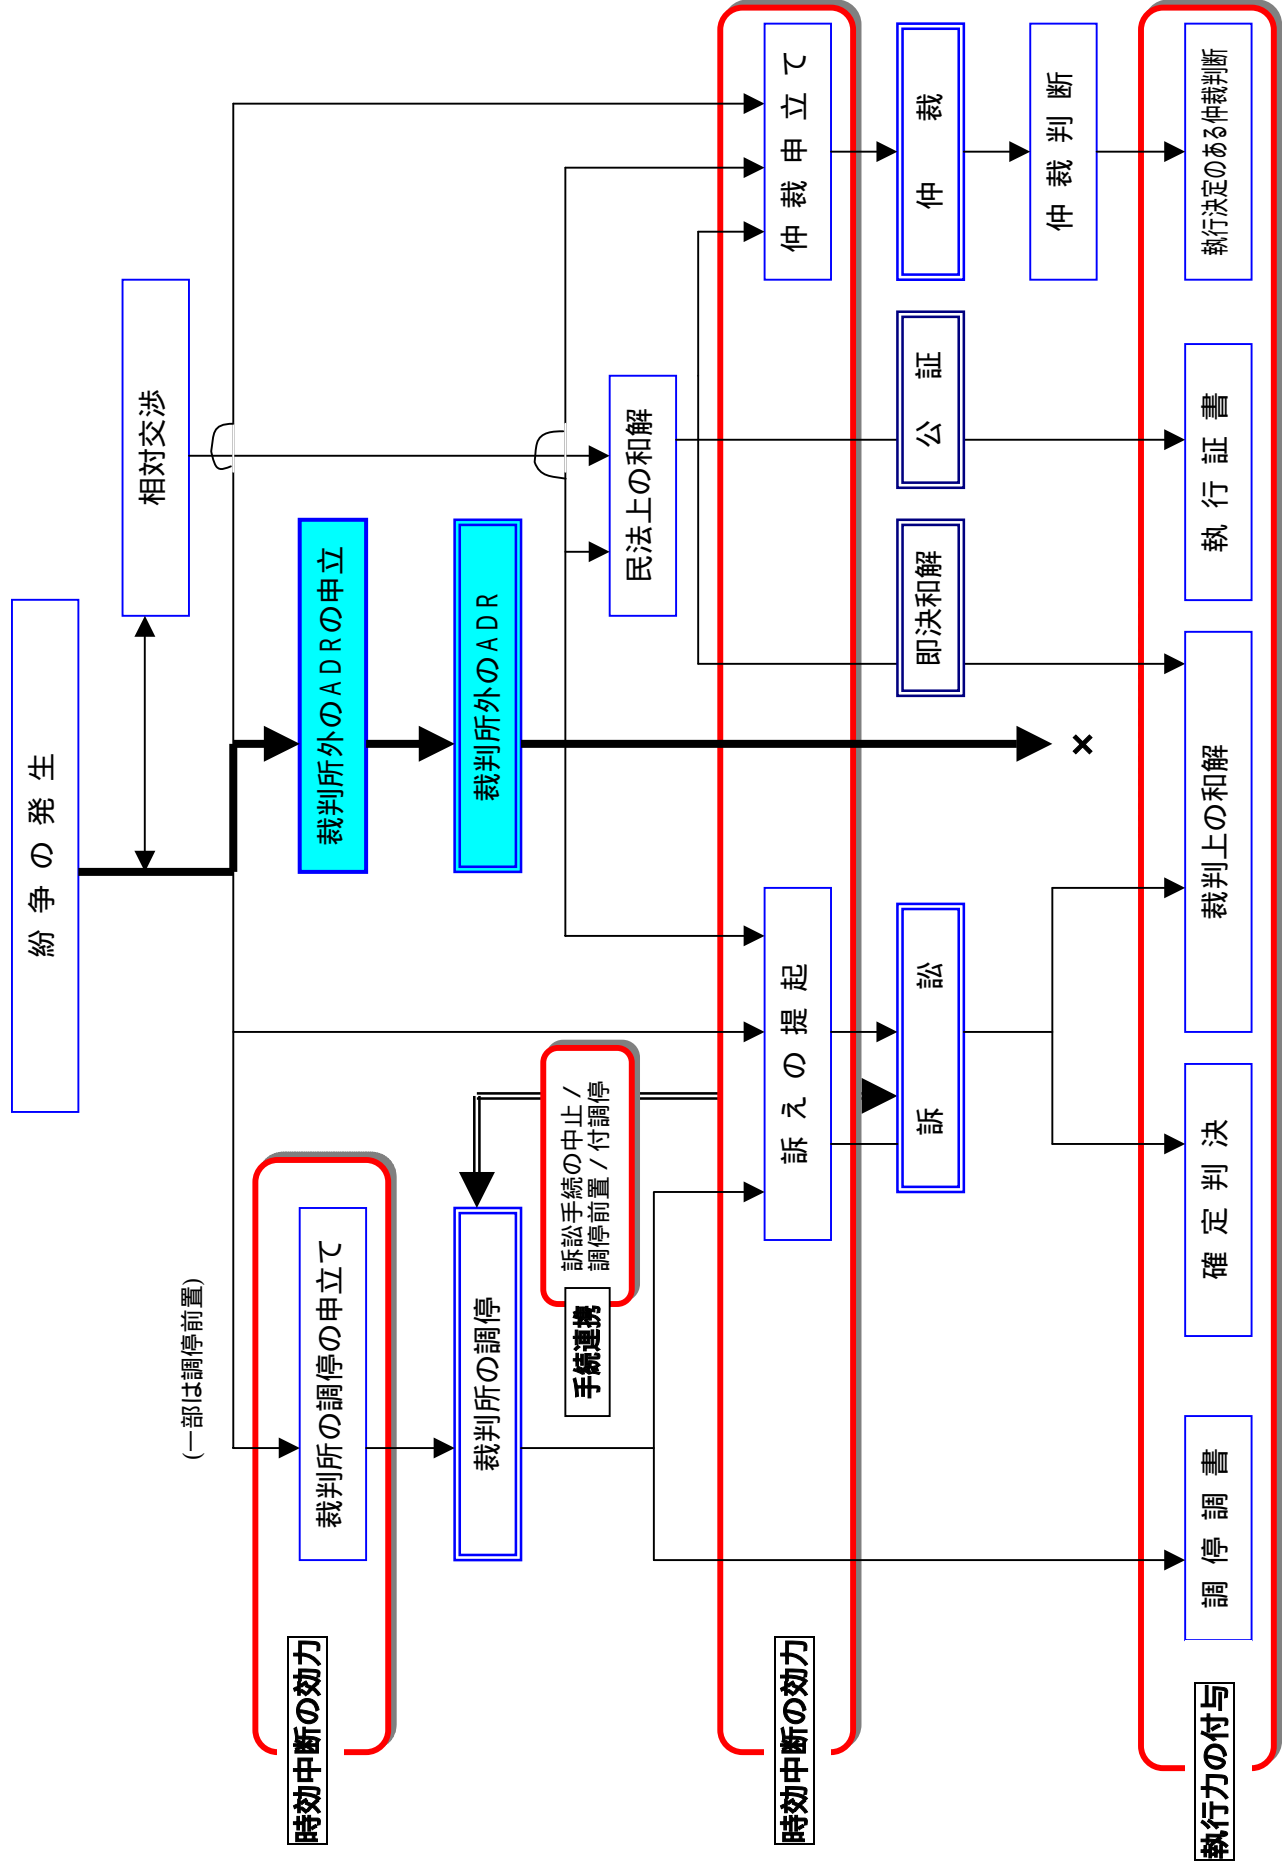 紛争の発生
相対交渉
(一部は調停前置)
時効中断の効力
裁判所の調停の申立て
裁判所外のADRの申立
裁判所の調停
裁判所外のADR
手続連携
訴訟手続の中止/
調停前置/付調停
民法上の和解
時効中断の効力
訴えの提起
仲裁申立て
訴訟
即決和解
公証
仲裁
仲裁判断
×
執行力の付与
調停調書
確定判決
裁判上の和解
執行証書
執行決定のある仲裁判断